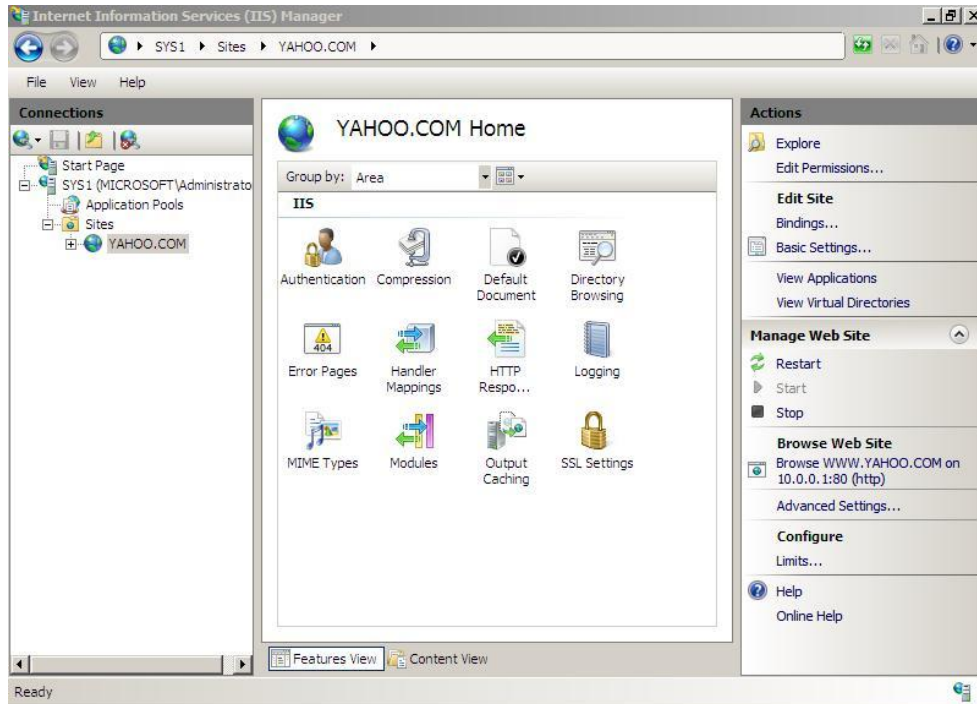 Internet Information Services (IIS) Manager
SYS1 Sites YAHOO.COM
File View Help
Connections
Start Page
SYS1 (MICROSOFT\Administrato
Application Pools
Sites
YAHOO.COM
YAHOO.COM Home
Group by: Area
IIS
Authentication Compression Default Document Directory Browsing
404
Error Pages Handler Mappings HTTP Respo... Logging
MIME Types Modules Output Caching SSL Settings
Features View Content View
Actions
Explore
Edit Permissions...
Edit Site
Bindings...
Basic Settings...
View Applications
View Virtual Directories
Manage Web Site
Restart
Start
Stop
Browse Web Site
Browse WWW.YAHOO.COM on
10.0.0.1:80 (http)
Advanced Settings...
Configure
Limits...
Help
Online Help
Ready